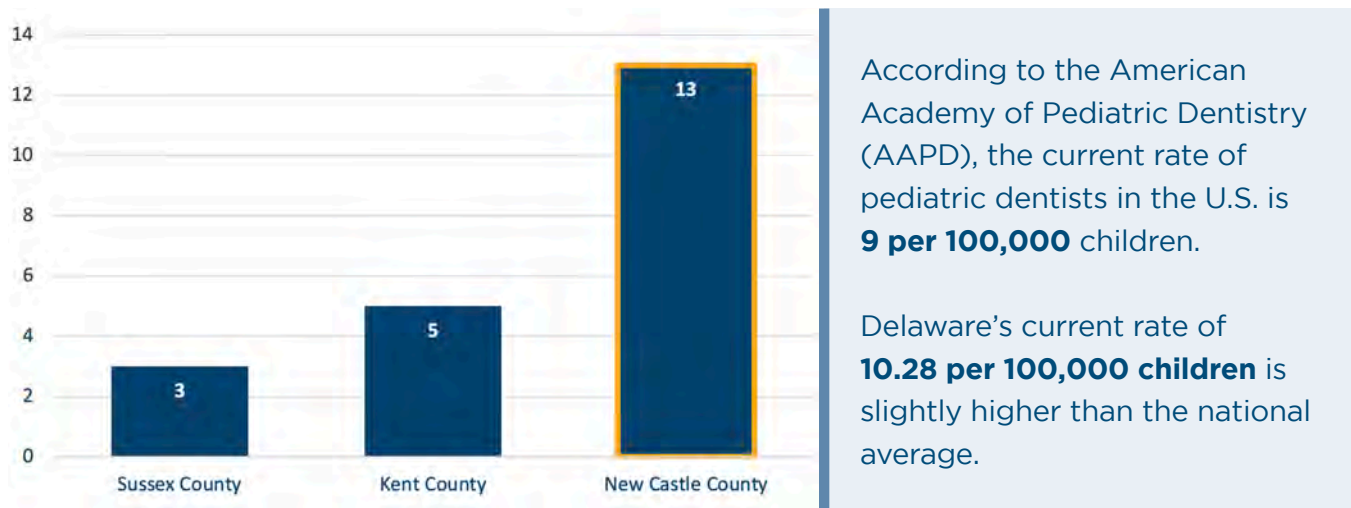 14
12
10
8
6
4
2
0
3
5
13
Sussex County
Kent County
New Castle County
According to the American
Academy of Pediatric Dentistry
(AAPD), the current rate of
pediatric dentists in the U.S. is
9 per 100,000 children.
Delaware’s current rate of
10.28 per 100,000 children is
slightly higher than the national
average.